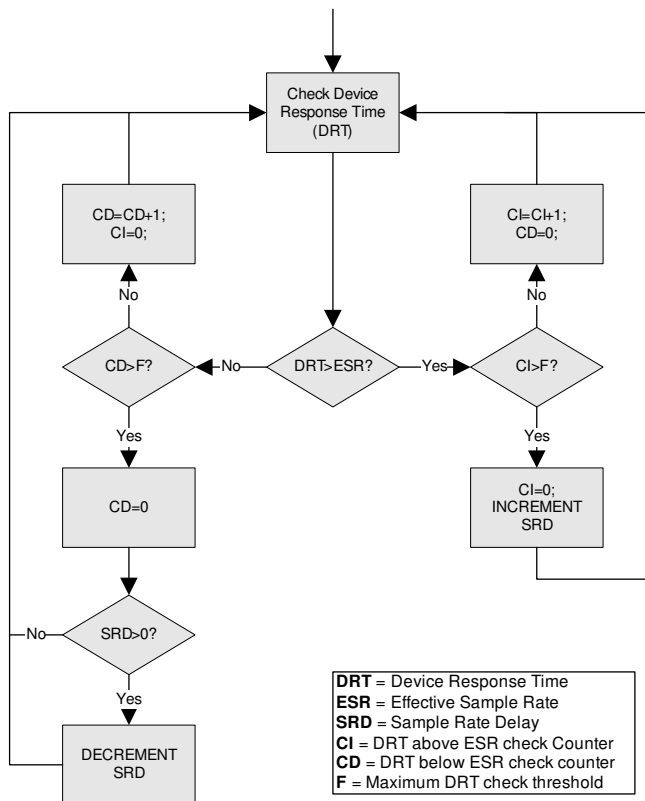 Check Device
Response Time
(DRT)
CD=CD+1;
CI=0;
CI=CI+1;
CD=0;
No
No
CD>F?
No
DRT>ESR?
Yes
CI>F?
Yes
Yes
CD=0
CI=0;
INCREMENT
SRD
No
SRD>0?
Yes
DECREMENT
SRD
DRT = Device Response Time
ESR = Effective Sample Rate
SRD = Sample Rate Delay
CI = DRT above ESR check Counter
CD = DRT below ESR check counter
F = Maximum DRT check threshold